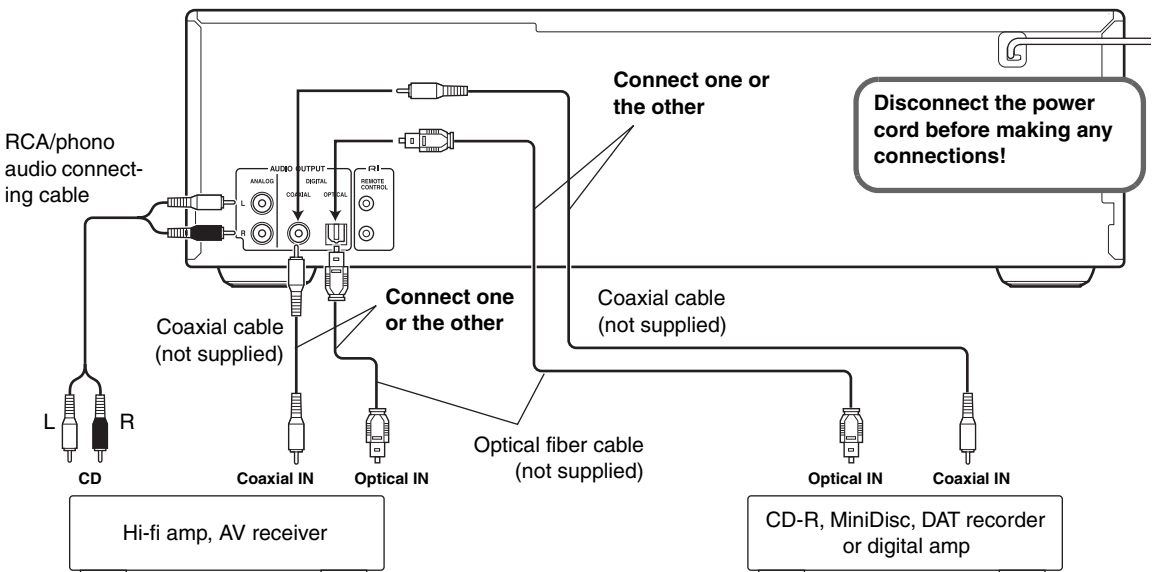 Connect one or
the other
Disconnect the power
cord before making any
connections!
RCA/phono
audio connect-
ing cable
AUDIO OUTPUT
RI
ANALOG
DIGITAL
REMOTE
CONTROL
COAXIAL
OPTICAL
L
R
Connect one
or the other
Coaxial cable
(not supplied)
Coaxial cable
(not supplied)
L
R
Optical fiber cable
(not supplied)
CD
Coaxial IN
Optical IN
Optical IN
Coaxial IN
Hi-fi amp, AV receiver
CD-R, MiniDisc, DAT recorder
or digital amp